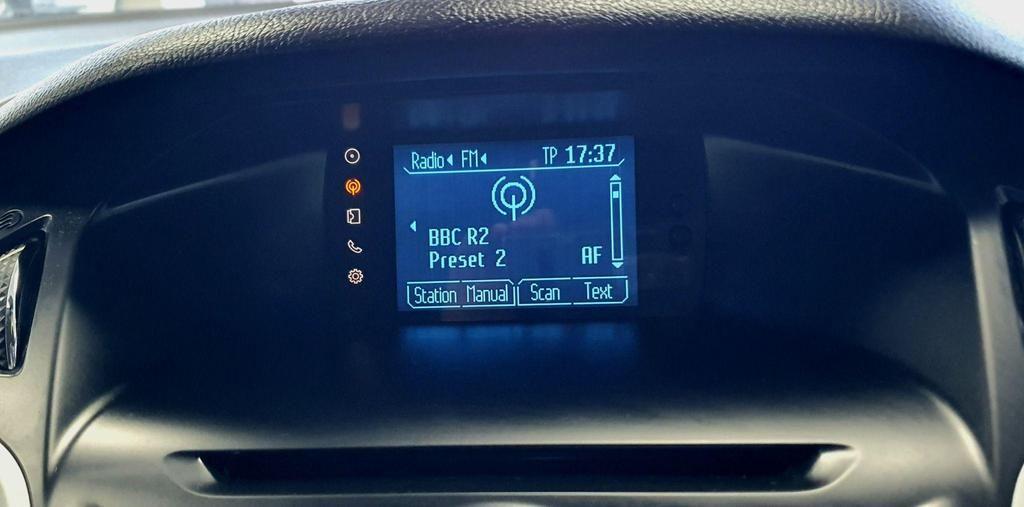 Radio FM TP 17:37
BBC R2
Preset 2 AF
Station Manual Scan Text